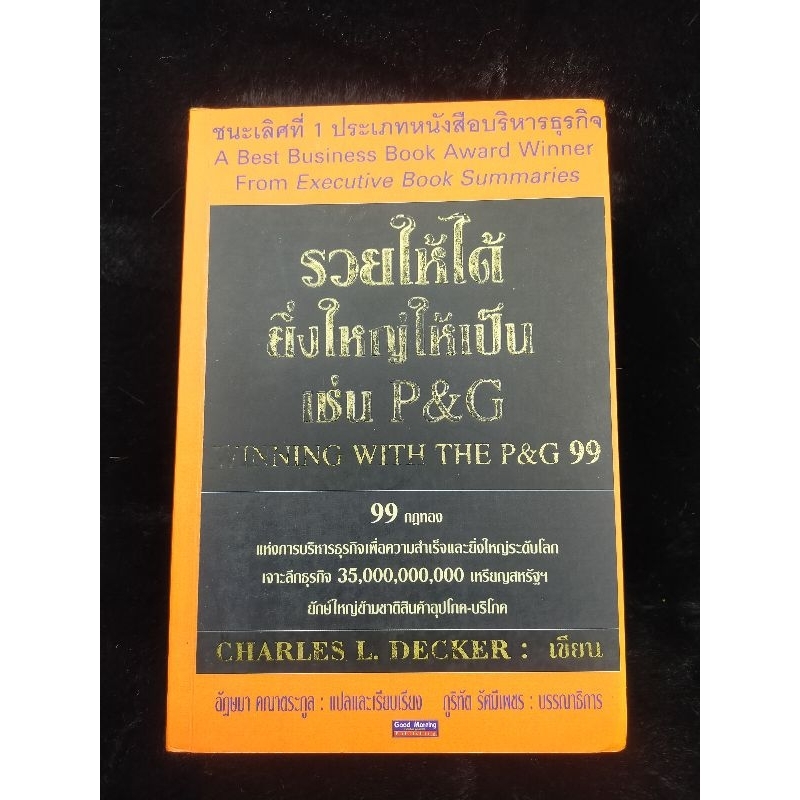 ชนะเลิศที่ 1 ประเภทหนังสือบริหารธุรกิจ
A Best Business Book Award Winner
From Executive Book Summaries
รวยให้ได้
ยิ่งใหญ่ให้เป็น
เช่น P&G
WINNING WITH THE P&G 99
99 กฎทอง
แห่งการบริหารธุรกิจเพื่อความสำเร็จและยิ่งใหญ่ระดับโลก
เจาะลึกธุรกิจ 35,000,000,000 เหรียญสหรัฐฯ
ยักษ์ใหญ่ข้ามชาติสินค้าอุปโภค-บริโภค
CHARLES L. DECKER : เขียน
อัฎษมา คณาตระกูล : แปลและเรียบเรียง ภูริทัต รัศมีเพชร : บรรณาธิการ
Good Morning